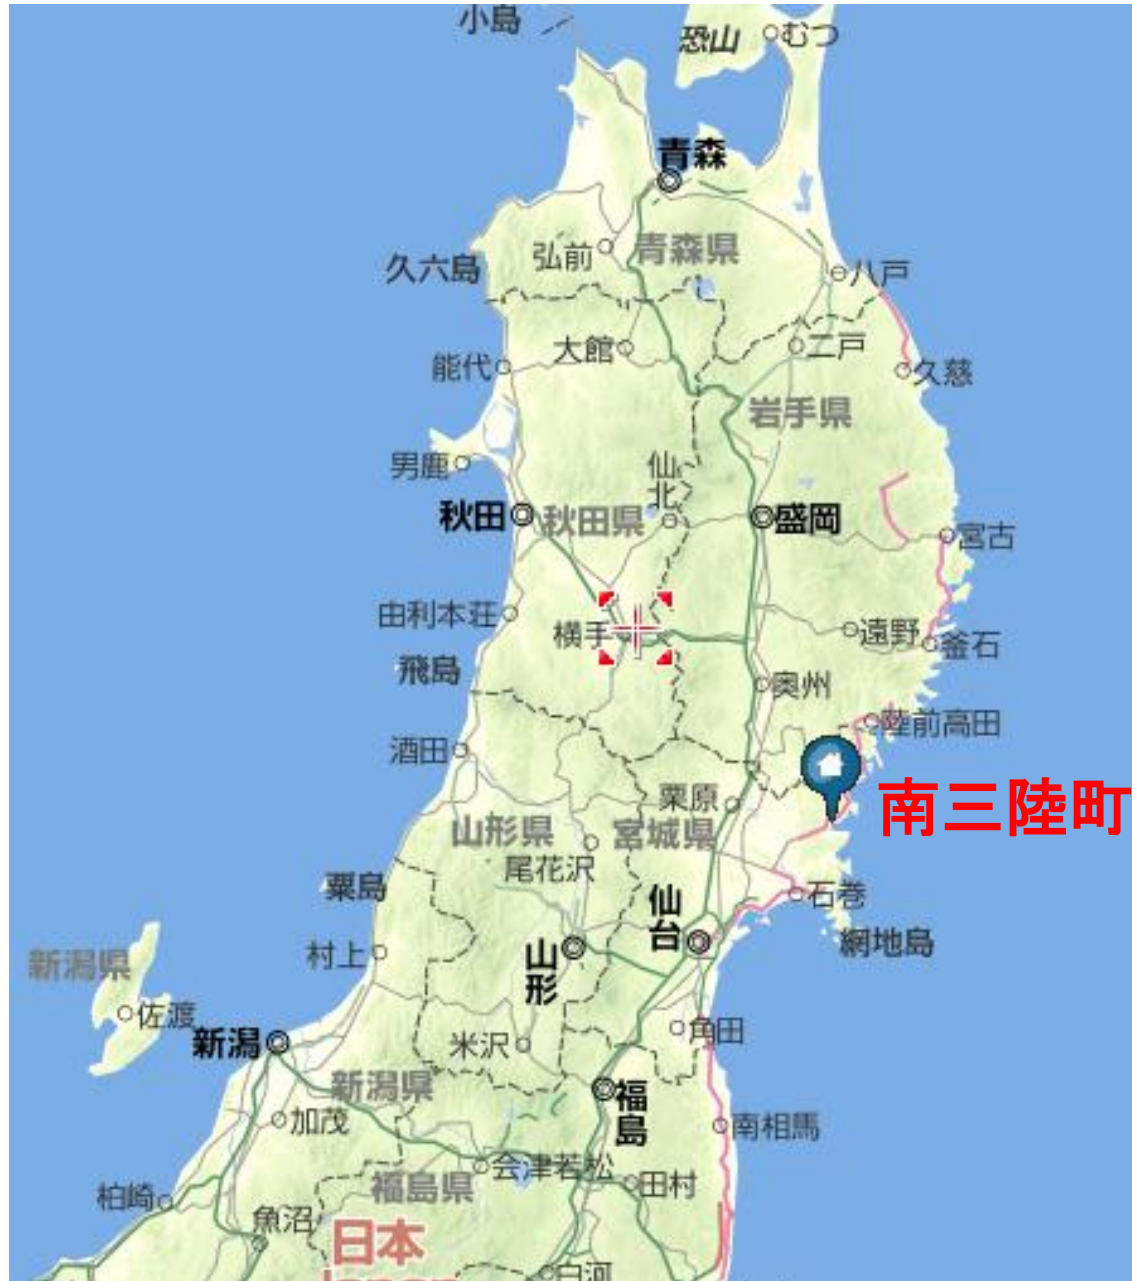 小島
恐山
むつ
青森
弘前
青森県
久六島
八戸
大館
二戸
能代
久慈
岩手県
男鹿
仙北
秋田
秋田県
盛岡
宮古
由利本荘
横手
遠野
釜石
飛島
奥州
陸前高田
酒田
栗原
南三陸町
山形県
宮城県
尾花沢
粟島
仙台
石巻
網地島
村上
山形
新潟県
佐渡
新潟
米沢
角田
新潟県
福島
加茂
南相馬
会津若松
福島県
田村
柏崎
魚沼
日本
Japan
白河